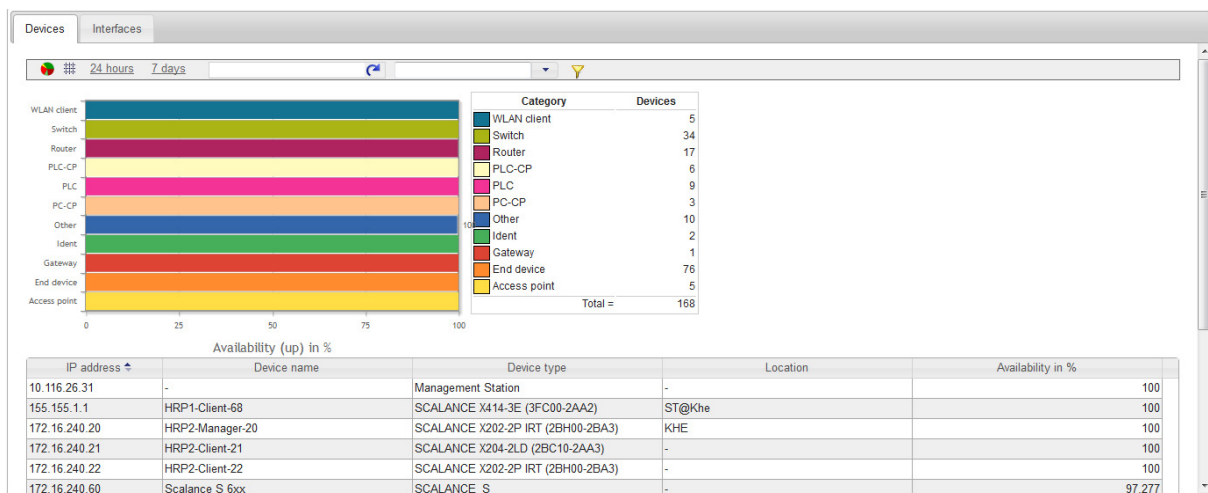 Devices Interfaces
24 hours 7 days
Category Devices
WLAN client
Switch
Router
PLC-CP
PLC
PC-CP
Other
Ident
Gateway
End device
Access point
WLAN client 5
Switch 34
Router 17
PLC-CP 6
PLC 9
PC-CP 3
Other 10
Ident 2
Gateway 1
End device 76
Access point 5
Total = 168
0 25 50 75 100
Availability (up) in %
IP address Device name Device type Location Availability in %
10.116.26.31 - Management Station - 100
155.155.1.1 HRP1-Client-68 SCALANCE X414-3E (3FC00-2AA2) ST@Khe 100
172.16.240.20 HRP2-Manager-20 SCALANCE X202-2P IRT (2BH00-2BA3) KHE 100
172.16.240.21 HRP2-Client-21 SCALANCE X204-2LD (2BC10-2AA3) - 100
172.16.240.22 HRP2-Client-22 SCALANCE X202-2P IRT (2BH00-2BA3) - 100
172.16.240.60 Scalance S 6xx SCALANCE S - 97.277